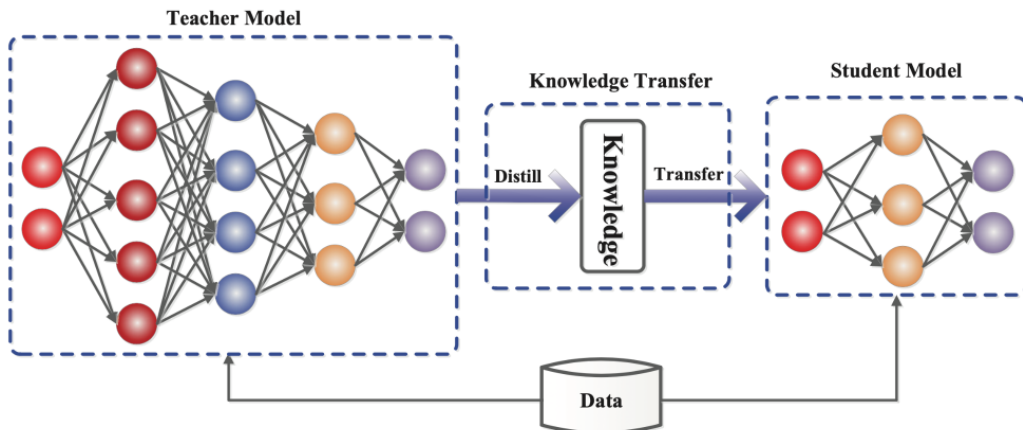 Teacher Model
Knowledge Transfer
Student Model
Distill
Knowledge
Transfer
Data